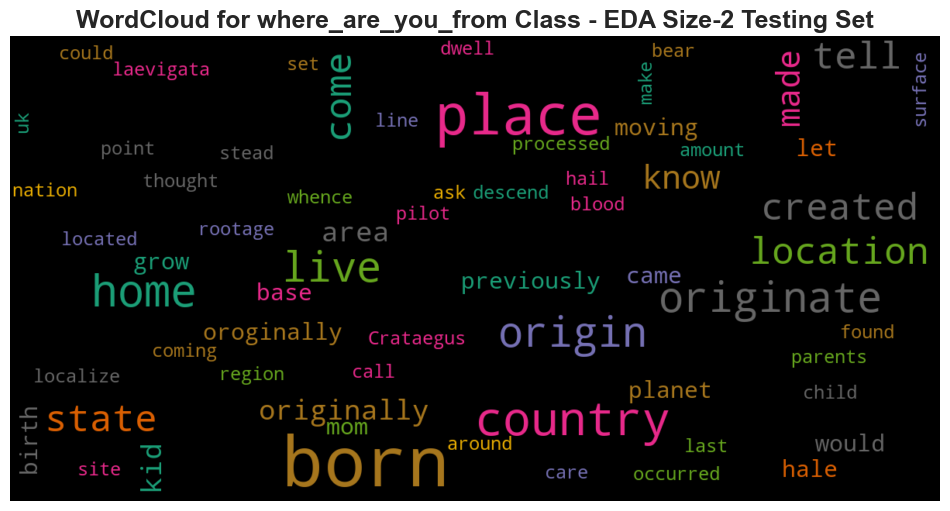 WordCloud for where_are_you_from Class - EDA Size-2 Testing Set
could
laevigata
set
come
dwell
bear
make
made
tell
surface
uk
line
place
moving
processed
amount
let
point
stead
nation
thought
whence
ask
descend
hail
blood
know
pilot
created
located
rootage
area
location
grow
live
home
base
previously
came
originate
oroginally
Crataegus
origin
found
coming
region
call
parents
localize
planet
child
birth
state
originally
mom
country
kid
born
around
last
would
site
care
occurred
hale